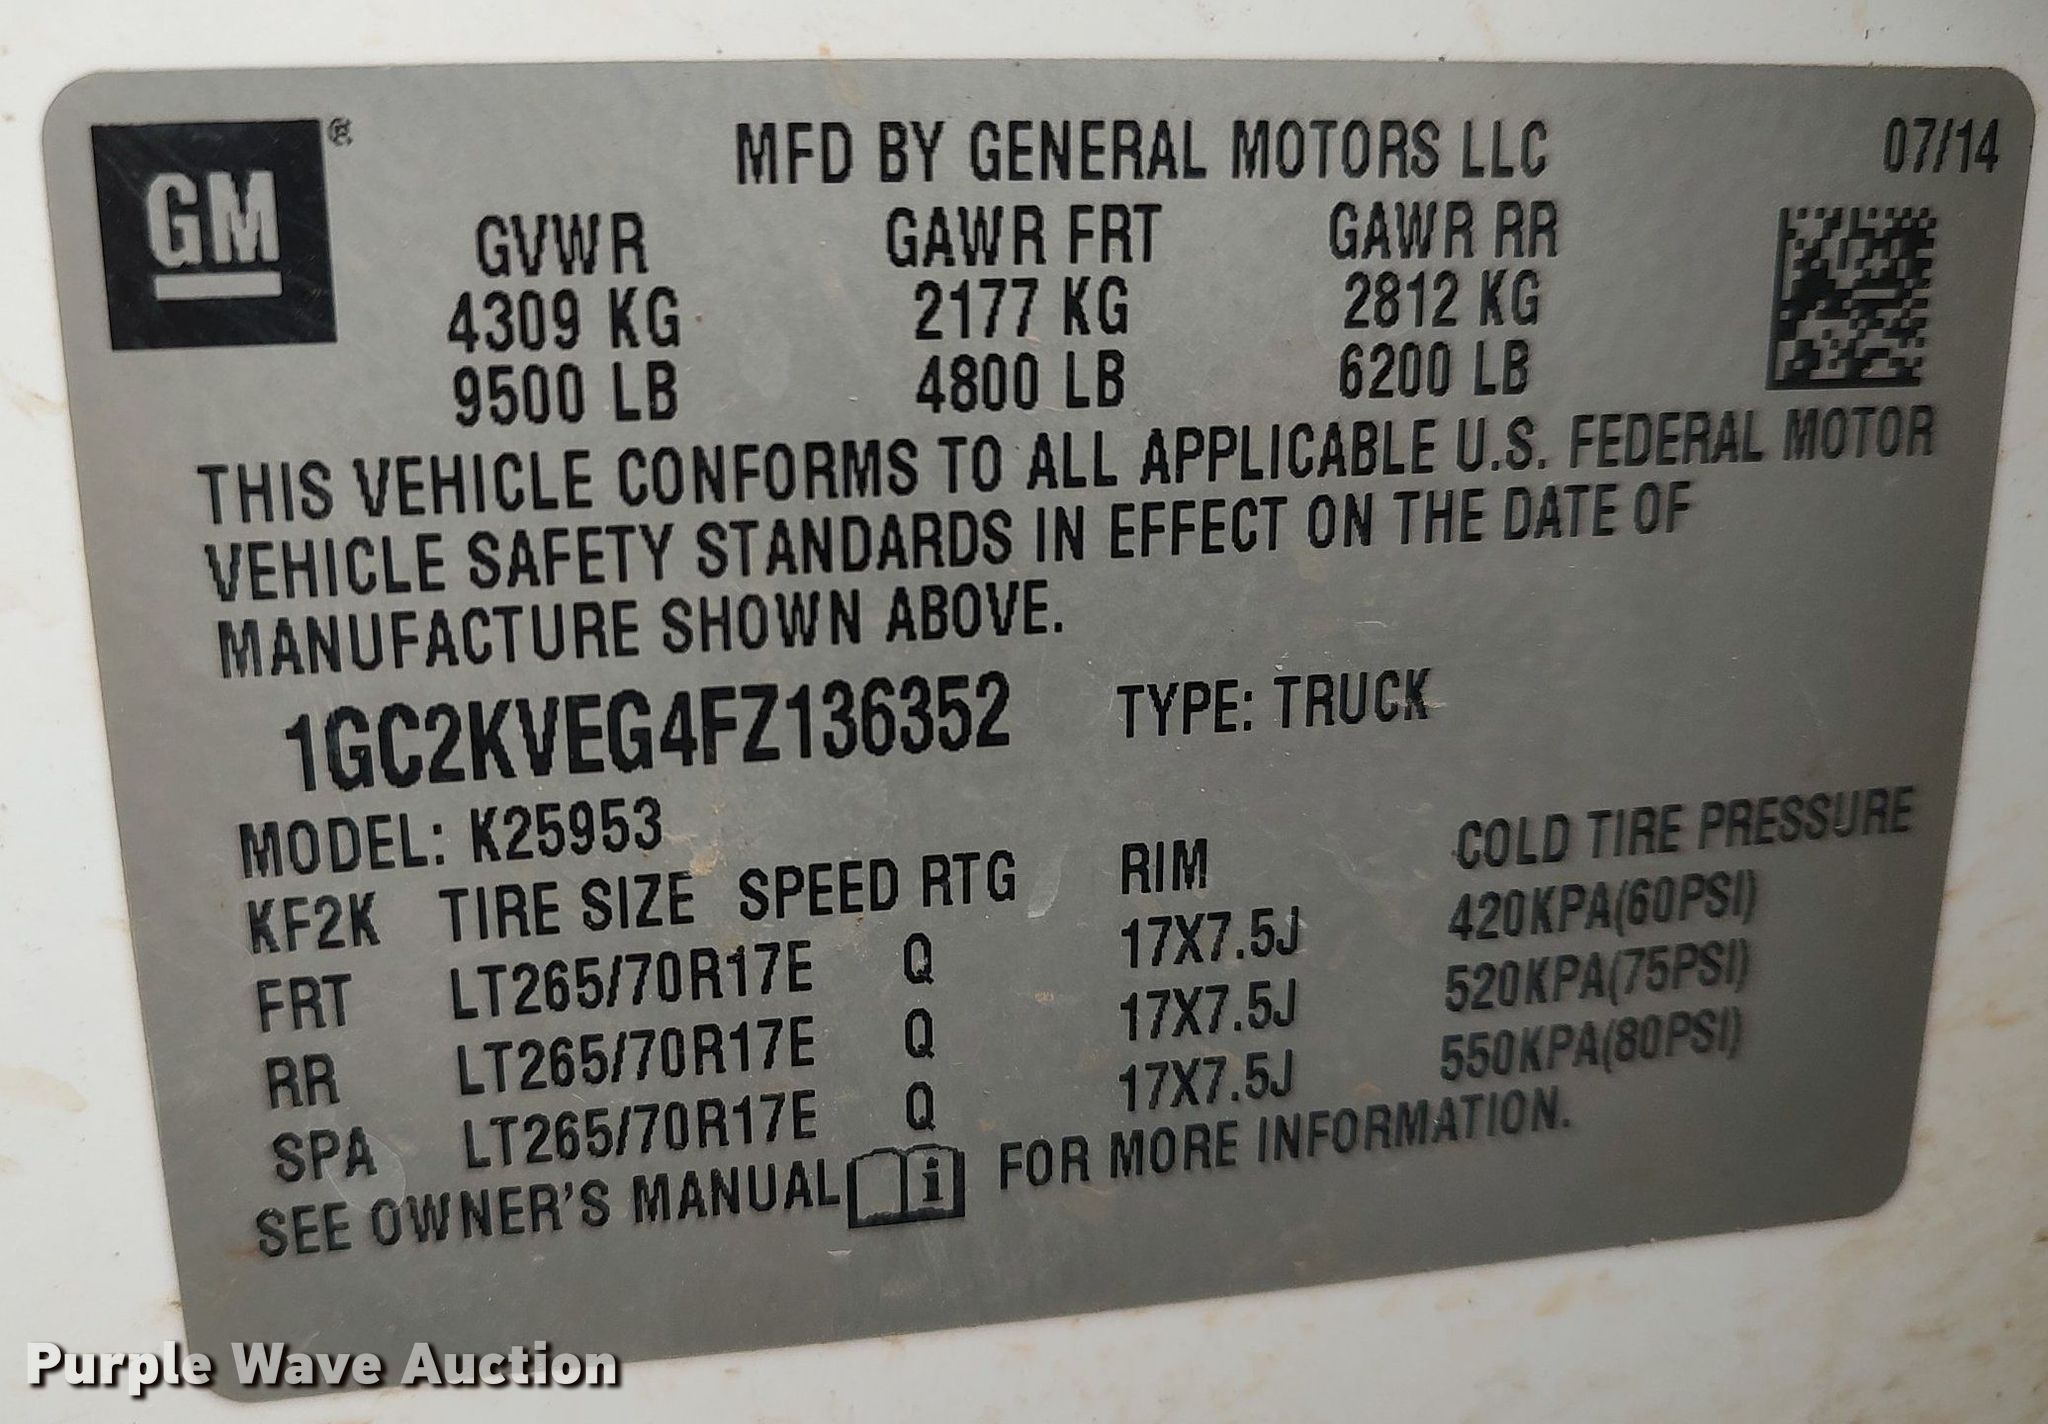 GM ®
MFD BY GENERAL MOTORS LLC 07/14
GVWR GAWR FRT GAWR RR
4309 KG 2177 KG 2812 KG
9500 LB 4800 LB 6200 LB
THIS VEHICLE CONFORMS TO ALL APPLICABLE U.S. FEDERAL MOTOR
VEHICLE SAFETY STANDARDS IN EFFECT ON THE DATE OF
MANUFACTURE SHOWN ABOVE.
1GC2KVEG4FZ136352 TYPE: TRUCK
MODEL: K25953
KF2K TIRE SIZE SPEED RTG RIM COLD TIRE PRESSURE
FRT LT265/70R17E Q 17X7.5J 420KPA(60PSI)
RR LT265/70R17E Q 17X7.5J 520KPA(75PSI)
SPA LT265/70R17E Q 17X7.5J 550KPA(80PSI)
SEE OWNER'S MANUAL i FOR MORE INFORMATION.
Purple Wave Auction